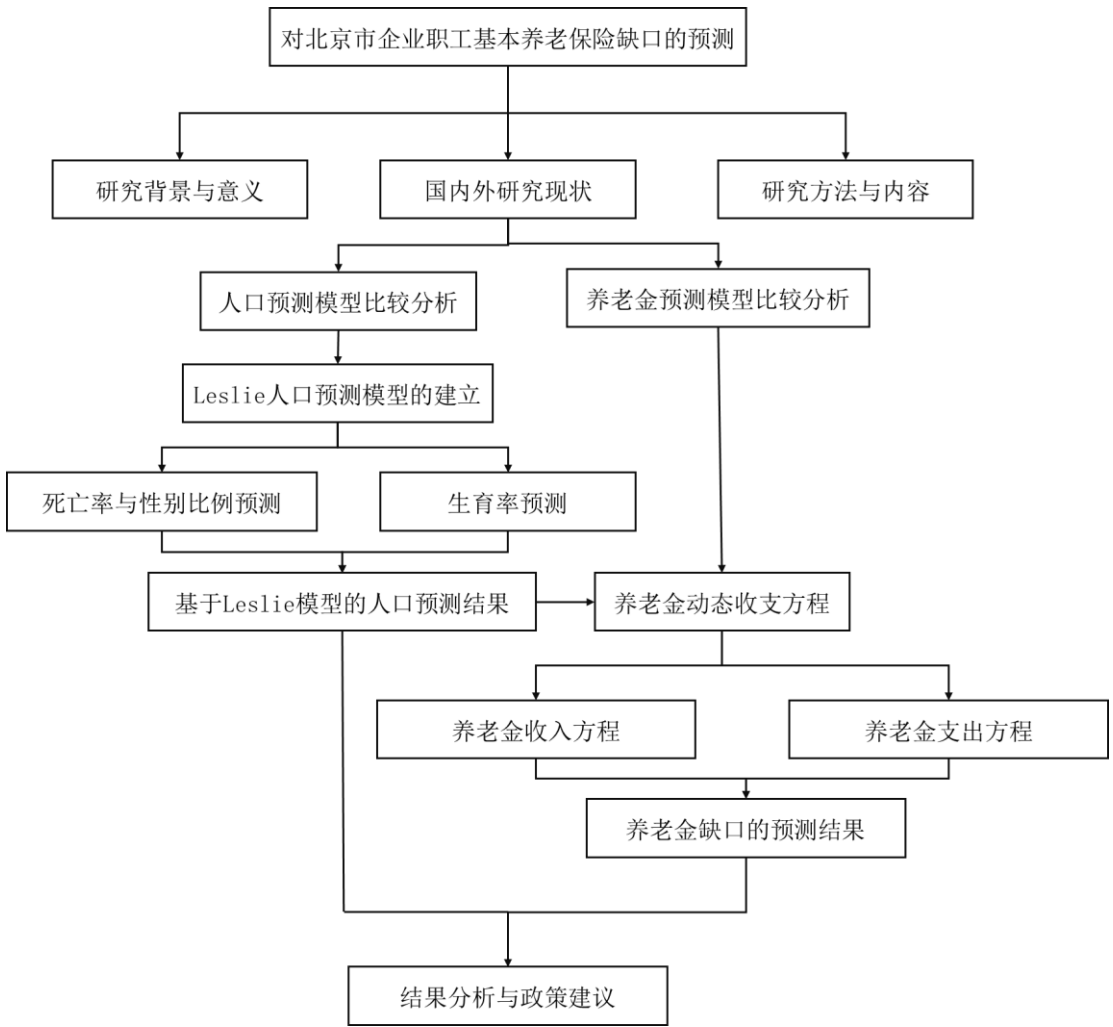 对北京市企业职工基本养老保险缺口的预测
研究背景与意义
国内外研究现状
研究方法与内容
人口预测模型比较分析
养老金预测模型比较分析
Leslie人口预测模型的建立
死亡率与性别比例预测
生育率预测
基于Leslie模型的人口预测结果
养老金动态收支方程
养老金收入方程
养老金支出方程
养老金缺口的预测结果
结果分析与政策建议